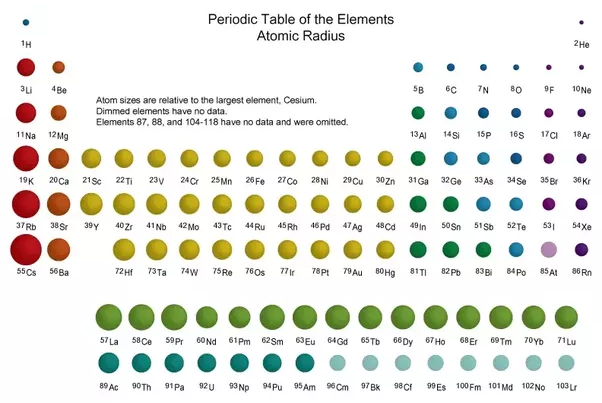 Periodic Table of the Elements
Atomic Radius
1H 2He
3Li 4Be 5B 6C 7N 8O 9F 10Ne
Atom sizes are relative to the largest element, Cesium.
Dimmed elements have no data.
Elements 87, 88, and 104-118 have no data and were omitted.
11Na 12Mg 13Al 14Si 15P 16S 17Cl 18Ar
19K 20Ca 21Sc 22Ti 23V 24Cr 25Mn 26Fe 27Co 28Ni 29Cu 30Zn 31Ga 32Ge 33As 34Se 35Br 36Kr
37Rb 38Sr 39Y 40Zr 41Nb 42Mo 43Tc 44Ru 45Rh 46Pd 47Ag 48Cd 49In 50Sn 51Sb 52Te 53I 54Xe
55Cs 56Ba 72Hf 73Ta 74W 75Re 76Os 77Ir 78Pt 79Au 80Hg 81Tl 82Pb 83Bi 84Po 85At 86Rn
57La 58Ce 59Pr 60Nd 61Pm 62Sm 63Eu 64Gd 65Tb 66Dy 67Ho 68Er 69Tm 70Yb 71Lu
89Ac 90Th 91Pa 92U 93Np 94Pu 95Am 96Cm 97Bk 98Cf 99Es 100Fm 101Md 102No 103Lr